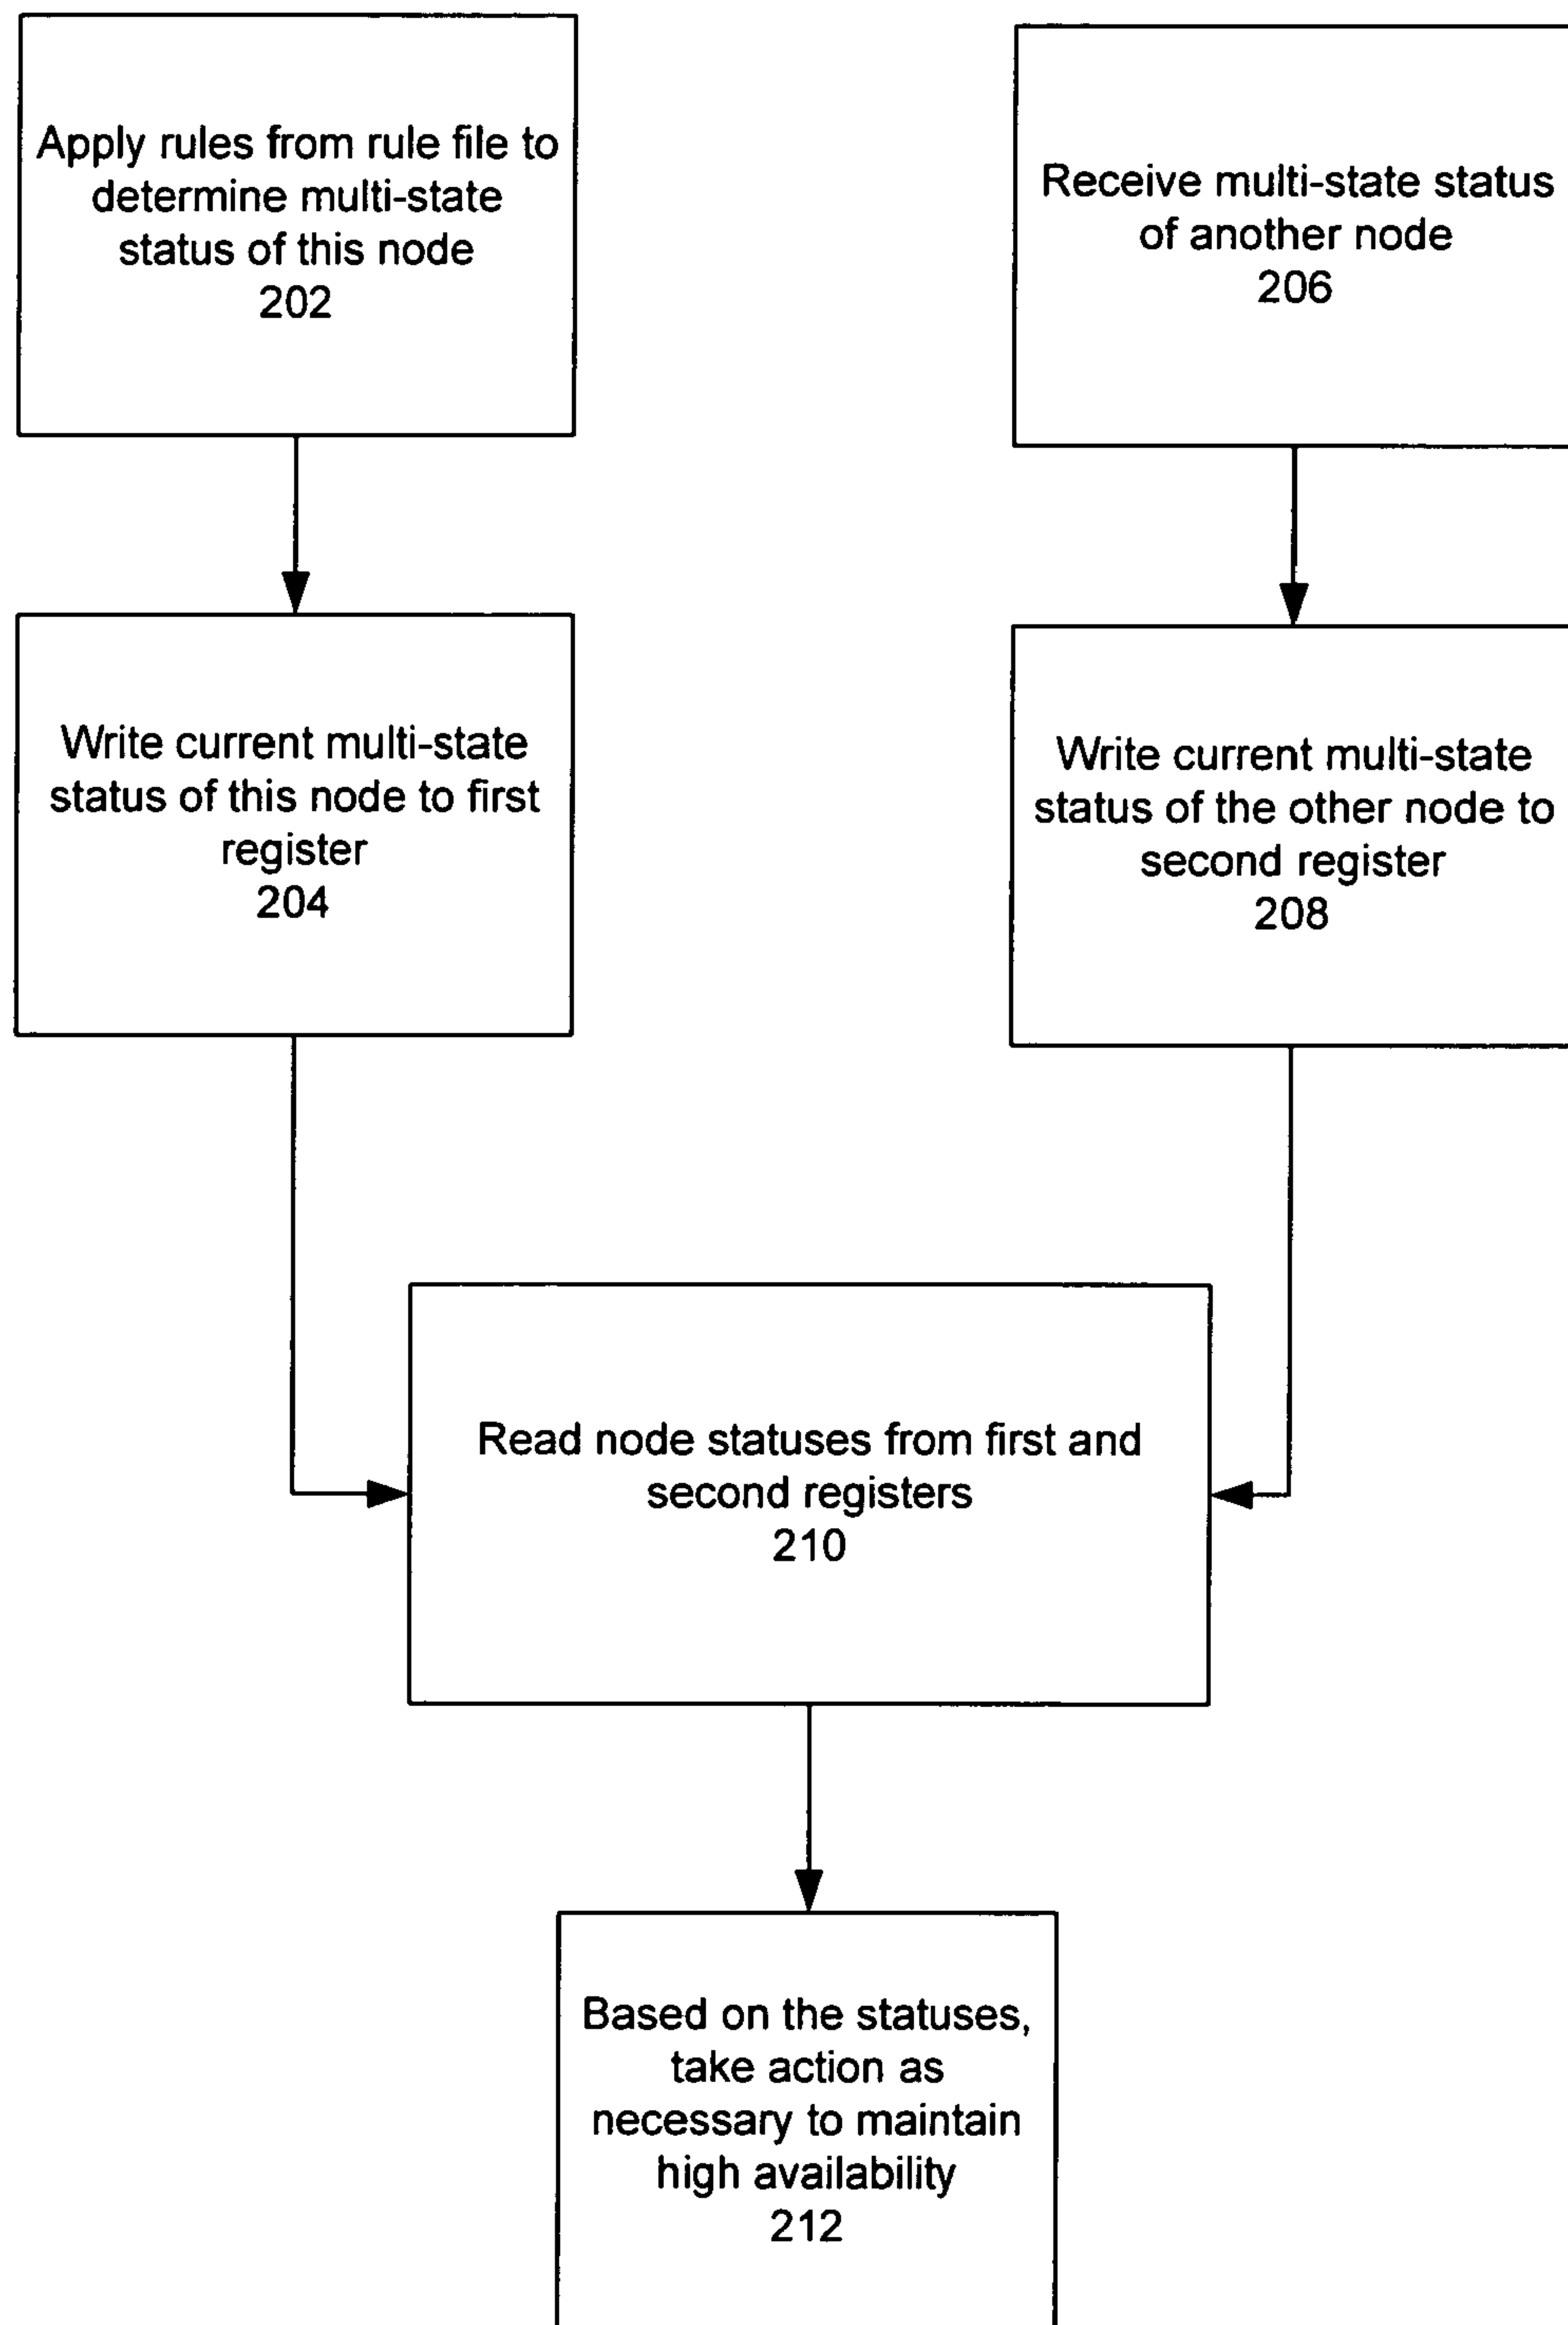 Apply rules from rule file to
determine multi-state
status of this node
202
Receive multi-state status
of another node
206
Write current multi-state
status of this node to first
register
204
Write current multi-state
status of the other node to
second register
208
Read node statuses from first and
second registers
210
Based on the statuses,
take action as
necessary to maintain
high availability
212